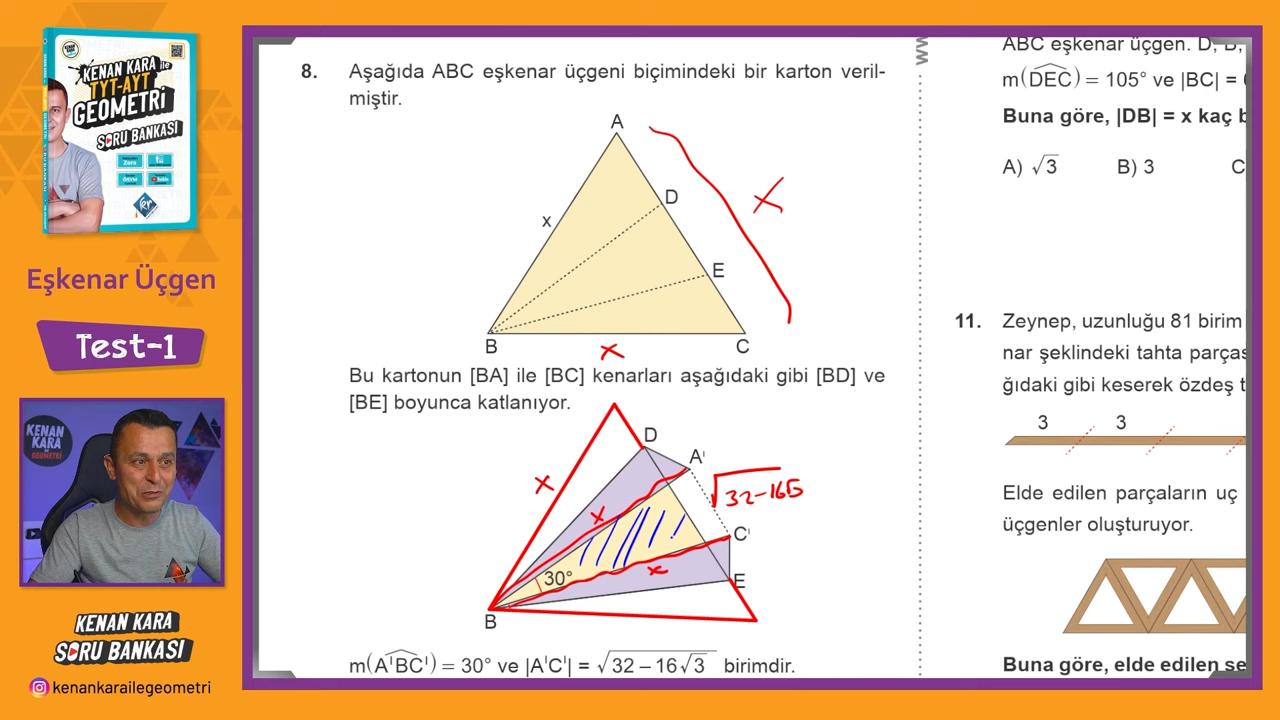 KENAN KARA ile
TYT-AYT
GEOMETRİ
SORU BANKASI
Eşkenar Üçgen
Test-1
KENAN KARA
ile
GEOMETRİ
KENAN KARA
SORU BANKASI
kenankarailegeometri
8. Aşağıda ABC eşkenar üçgeni biçimindeki bir karton veril-
miştir.
A
x
D
E
B
C
x
x
Bu kartonun [BA] ile [BC] kenarları aşağıdaki gibi [BD] ve
[BE] boyunca katlanıyor.
D
A'
x
√32-16
x
C'
x
30°
E
B
m(A'BC') = 30° ve |A'C'| = √32 – 16√3 birimdir.
ABC eşkenar üçgen. D,
m(DEC) = 105° ve |BC| =
Buna göre, |DB| = x kaç
A) √3 B) 3 C
11. Zeynep, uzunluğu 81 birim
nar şeklindeki tahta parças
ğıdaki gibi keserek özdeş t
3 3
Elde edilen parçaların uç
üçgenler oluşturuyor.
Buna göre, elde edilen se